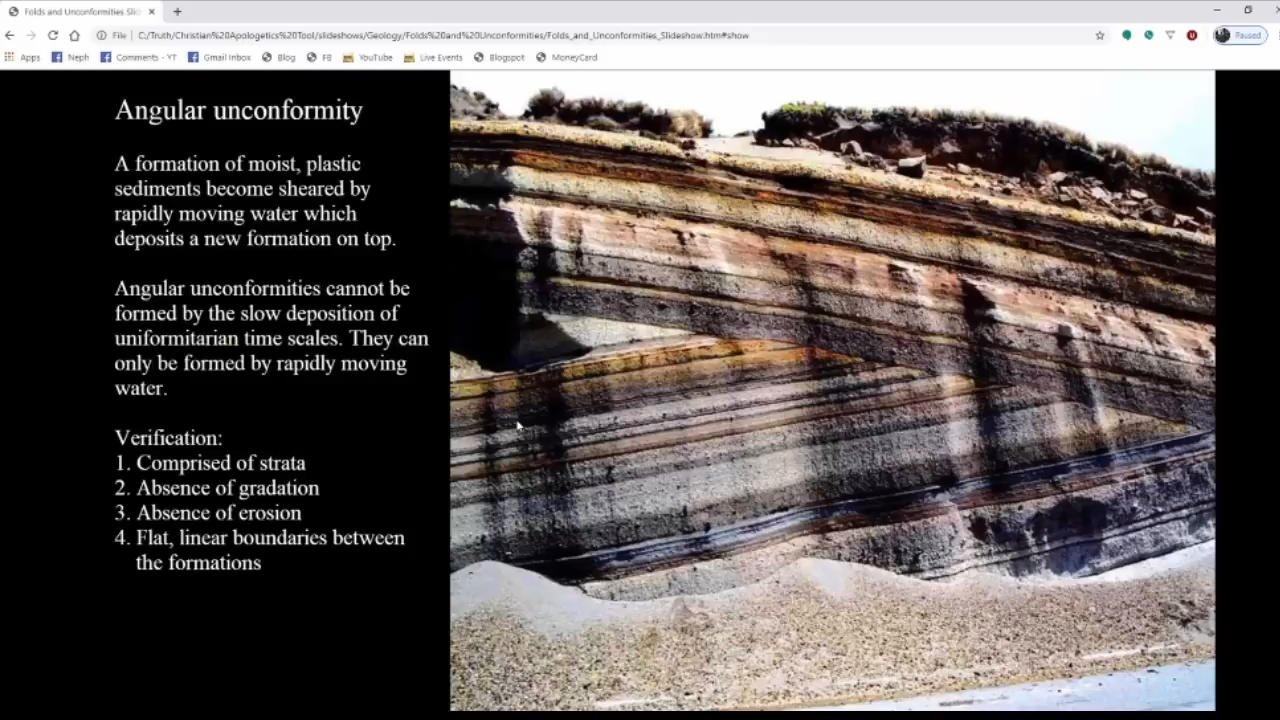 Folds and Unconformities Slid
File
C:/Truth/Christian%20Apologetics%20Tool/slideshows/Geology/Folds%20and%20Unconformities/Folds_and_Unconformities_Slideshow.htm#show
Paused
Apps
Neph
Comments - YT
Gmail Inbox
Blog
FB
YouTube
Live Events
Blogspot
MoneyCard
Angular unconformity
A formation of moist, plastic
sediments become sheared by
rapidly moving water which
deposits a new formation on top.
Angular unconformities cannot be
formed by the slow deposition of
uniformitarian time scales. They can
only be formed by rapidly moving
water.
Verification:
1. Comprised of strata
2. Absence of gradation
3. Absence of erosion
4. Flat, linear boundaries between
the formations